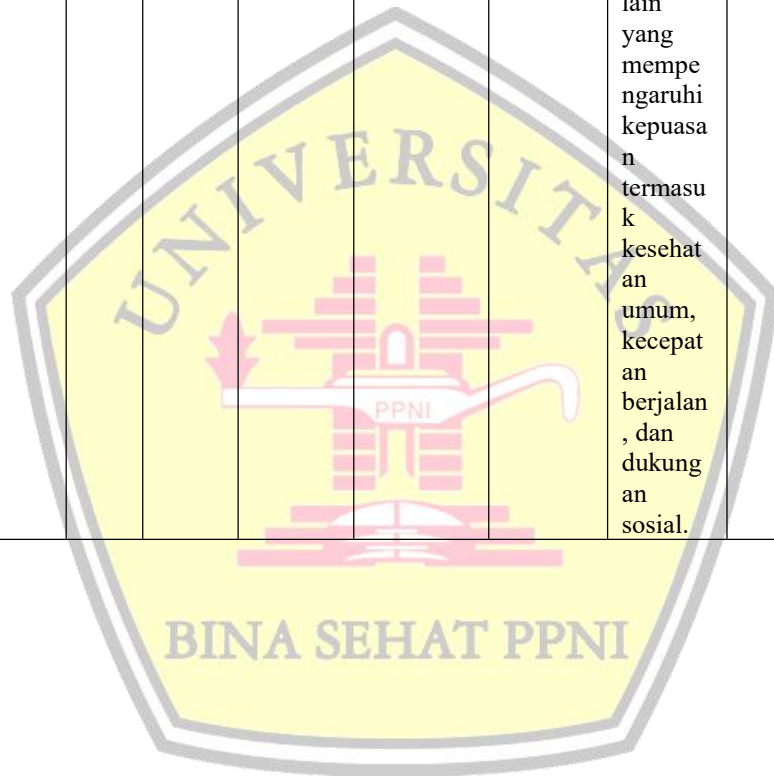 lain
yang
mempe
ngaruhi
kepuasa
n
termasu
k
kesehat
an
umum,
kecepat
an
berjalan
, dan
dukung
an
sosial.
UNIVERSITAS
PPNI
BINA SEHAT PPNI